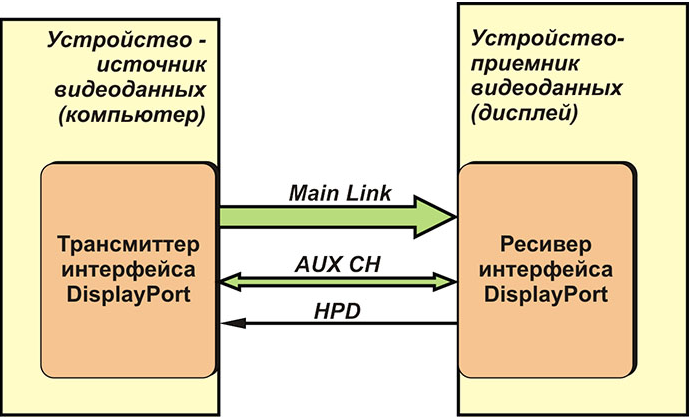 Устройство -
источник
видеоданных
(компьютер)
Устройство-
приемник
видеоданных
(дисплей)
Main Link
Трансмиттер
интерфейса
DisplayPort
AUX CH
HPD
Ресивер
интерфейса
DisplayPort